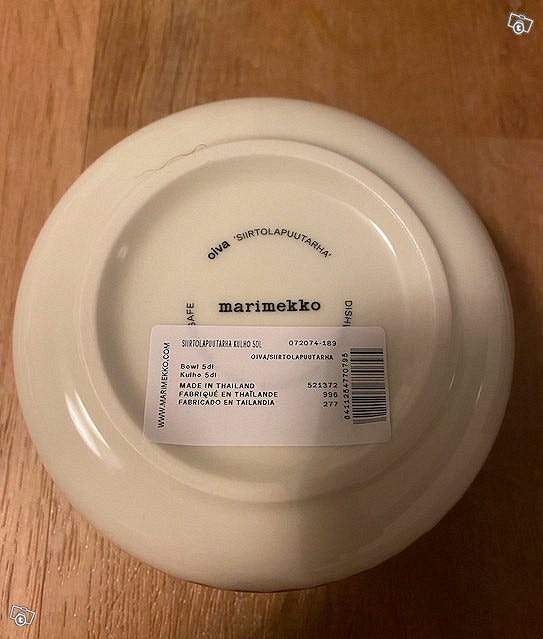 oiva 'SIIRTOLAPUUTARHA'
marimekko
SAFE
DISH
WWW.MARIMEKKO.COM
SIIRTOLAPUUTARHA KULHO 5DL 072074-189
OIVA/SIIRTOLAPUUTARHA
Bowl 5dl
Kulho 5dl
MADE IN THAILAND 521372
FABRIQUÉ EN THAÏLANDE 996
FABRICADO EN TAILANDIA 277
6411254770795